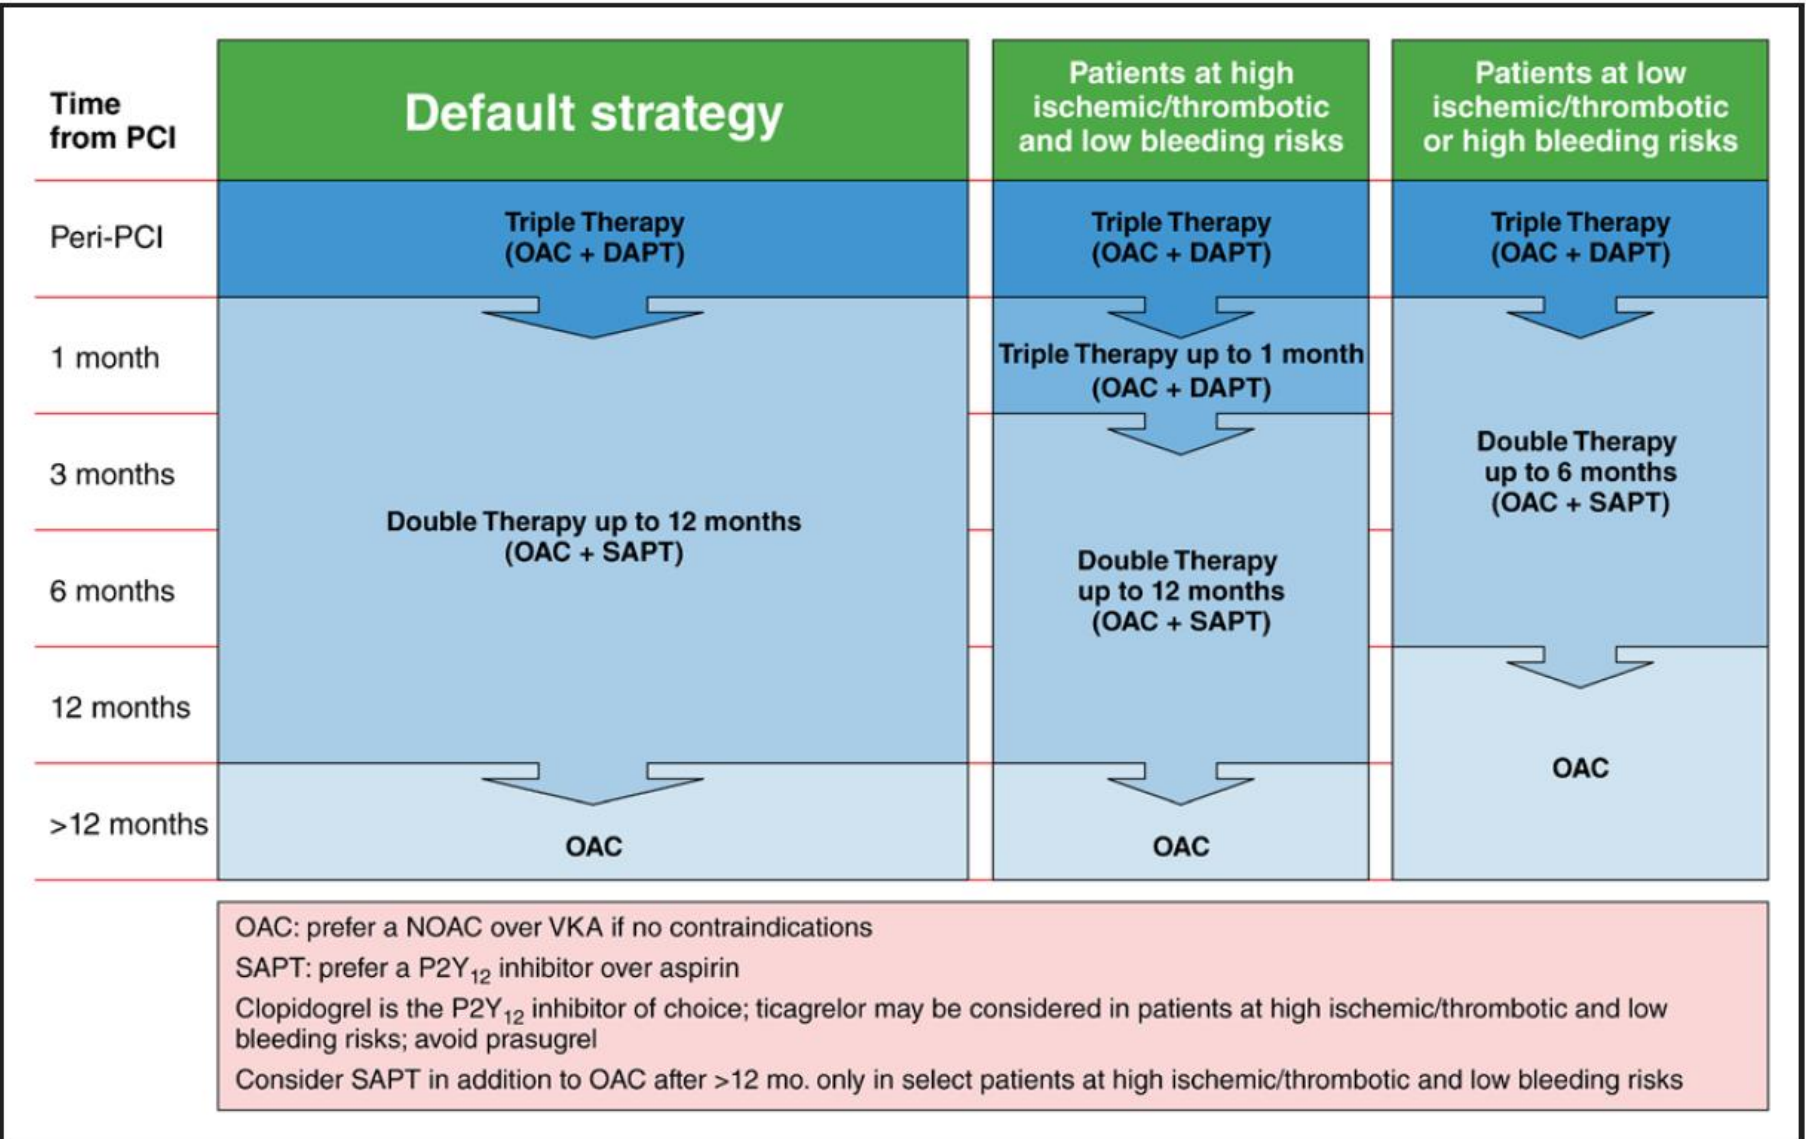 Time
from PCI
Default strategy
Patients at high
ischemic/thrombotic
and low bleeding risks
Patients at low
ischemic/thrombotic
or high bleeding risks
Peri-PCI
Triple Therapy
(OAC + DAPT)
Triple Therapy
(OAC + DAPT)
Triple Therapy
(OAC + DAPT)
1 month
Triple Therapy up to 1 month
(OAC + DAPT)
3 months
Double Therapy
up to 6 months
(OAC + SAPT)
Double Therapy up to 12 months
(OAC + SAPT)
6 months
Double Therapy
up to 12 months
(OAC + SAPT)
12 months
OAC
>12 months
OAC
OAC
OAC: prefer a NOAC over VKA if no contraindications
SAPT: prefer a P2Y₁₂ inhibitor over aspirin
Clopidogrel is the P2Y₁₂ inhibitor of choice; ticagrelor may be considered in patients at high ischemic/thrombotic and low
bleeding risks; avoid prasugrel
Consider SAPT in addition to OAC after >12 mo. only in select patients at high ischemic/thrombotic and low bleeding risks